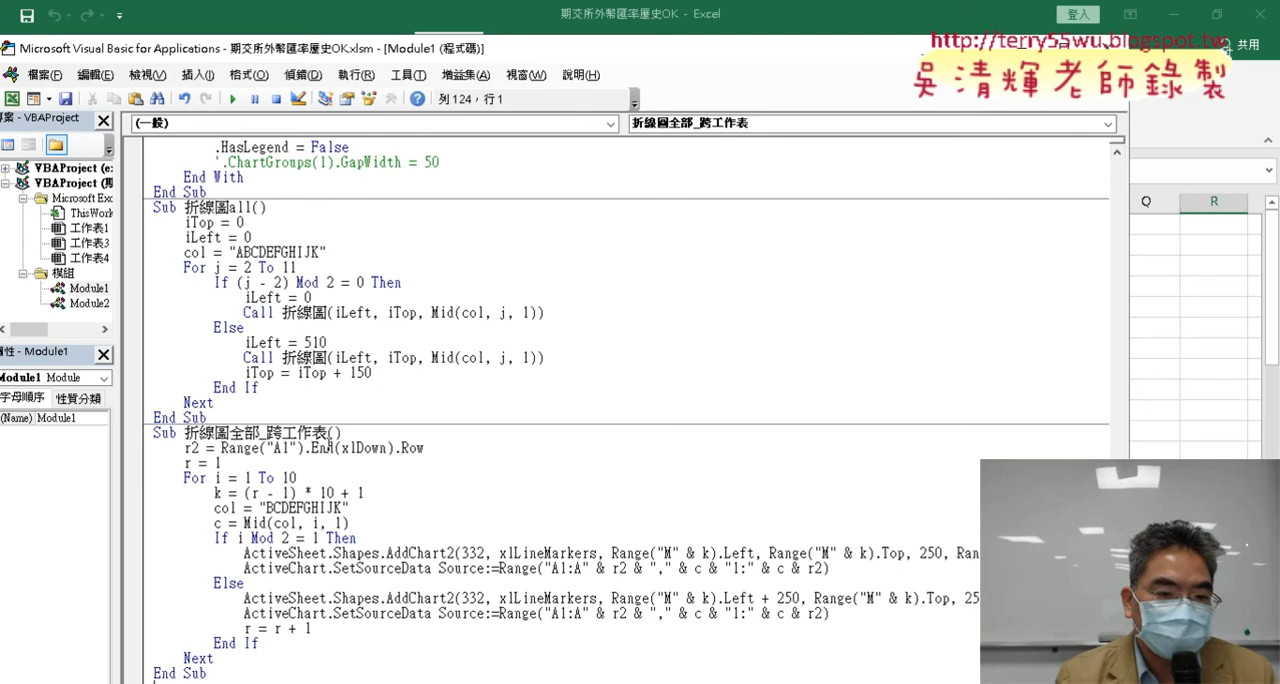 期交所外幣匯率歷史OK - Excel
登入
共用
http://terry55wu.blogspot.tw
吳清輝老師錄製
Microsoft Visual Basic for Applications - 期交所外幣匯率歷史OK.xlsm - [Module1 (程式碼)]
檔案(F) 編輯(E) 檢視(V) 插入(I) 格式(O) 偵錯(D) 執行(R) 工具(T) 增益集(A) 視窗(W) 說明(H)
列 124，行 1
專案 - VBAProject
(一般)
折線圖全部_跨工作表
VBAProject (e:
VBAProject (期
Microsoft Exc
ThisWork
工作表1
工作表3
工作表4
模組
Module1
Module2
屬性 - Module1
Module1 Module
字母順序 性質分類
(Name) Module1
.HasLegend = False
'.ChartGroups(1).GapWidth = 50
End With
End Sub
Sub 折線圖all()
iTop = 0
iLeft = 0
col = "ABCDEFGHIJK"
For j = 2 To 11
If (j - 2) Mod 2 = 0 Then
iLeft = 0
Call 折線圖(iLeft, iTop, Mid(col, j, 1))
Else
iLeft = 510
Call 折線圖(iLeft, iTop, Mid(col, j, 1))
iTop = iTop + 150
End If
Next
End Sub
Sub 折線圖全部_跨工作表()
r2 = Range("A1").End(xlDown).Row
r = 1
For i = 1 To 10
k = (r - 1) * 10 + 1
col = "BCDEFGHIJK"
c = Mid(col, i, 1)
If i Mod 2 = 1 Then
ActiveSheet.Shapes.AddChart2(332, xlLineMarkers, Range("M" & k).Left, Range("M" & k).Top, 250, Ran
ActiveChart.SetSourceData Source:=Range("A1:A" & r2 & "," & c & "1:" & c & r2)
Else
ActiveSheet.Shapes.AddChart2(332, xlLineMarkers, Range("M" & k).Left + 250, Range("M" & k).Top, 25
ActiveChart.SetSourceData Source:=Range("A1:A" & r2 & "," & c & "1:" & c & r2)
r = r + 1
End If
Next
End Sub
Q R